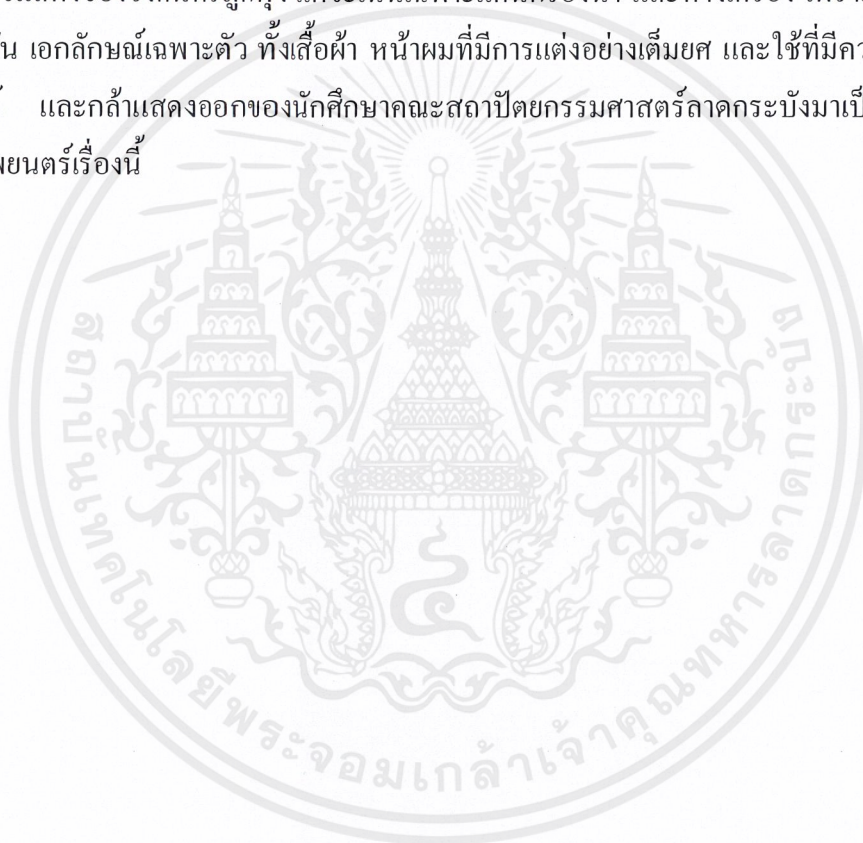 ัน เอกลักษณ์เฉพาะตัว ทั้งเสื้อผ้า หน้าผมที่มีการแต่งอย่างเต็มยศ และใช้ที่มีคว
และกล้าแสดงออกของนักศึกษาคณะสถาปัตยกรรมศาสตร์ลาดกระบังมาเป็
พยนตร์เรื่องนี้
สถาบันเทคโนโลยีพระจอมเกล้าเจ้าคุณทหารลาดกระบัง
๔